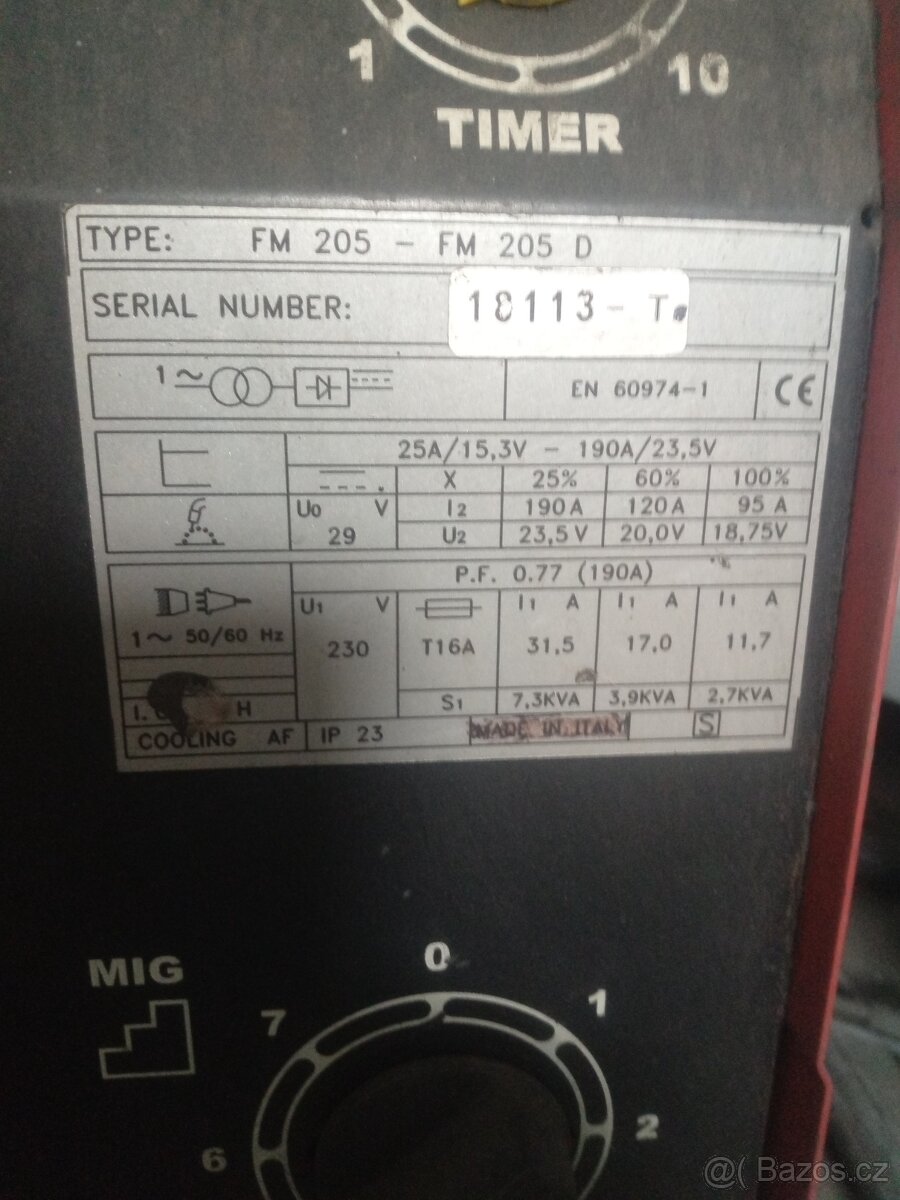 1 10
TIMER
TYPE: FM 205 - FM 205 D
SERIAL NUMBER: 18113-T.
1~ EN 60974-1 CE
25A/15,3V - 190A/23,5V
X 25% 60% 100%
U0 V I2 190A 120A 95 A
29 U2 23,5V 20,0V 18,75V
P.F. 0.77 (190A)
U1 V I1 A I1 A I1 A
1~ 50/60 Hz 230 T16A 31,5 17,0 11,7
I. H S1 7,3KVA 3,9KVA 2,7KVA
COOLING AF IP 23 MADE IN ITALY S
MIG
0
7 1
6 2
@( Bazos.cz